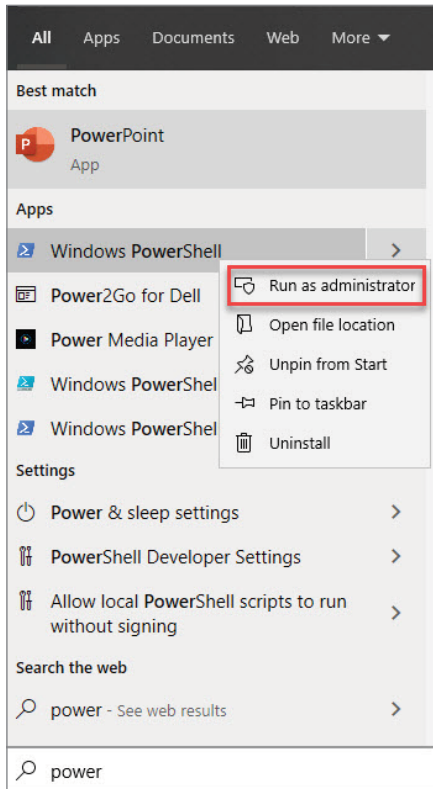 All Apps Documents Web More
Best match
PowerPoint
App
Apps
Windows PowerShell
Run as administrator
Power2Go for Dell
Open file location
Power Media Player
Unpin from Start
Windows PowerShel
Pin to taskbar
Windows PowerShel
Uninstall
Settings
Power & sleep settings
PowerShell Developer Settings
Allow local PowerShell scripts to run
without signing
Search the web
power - See web results
power